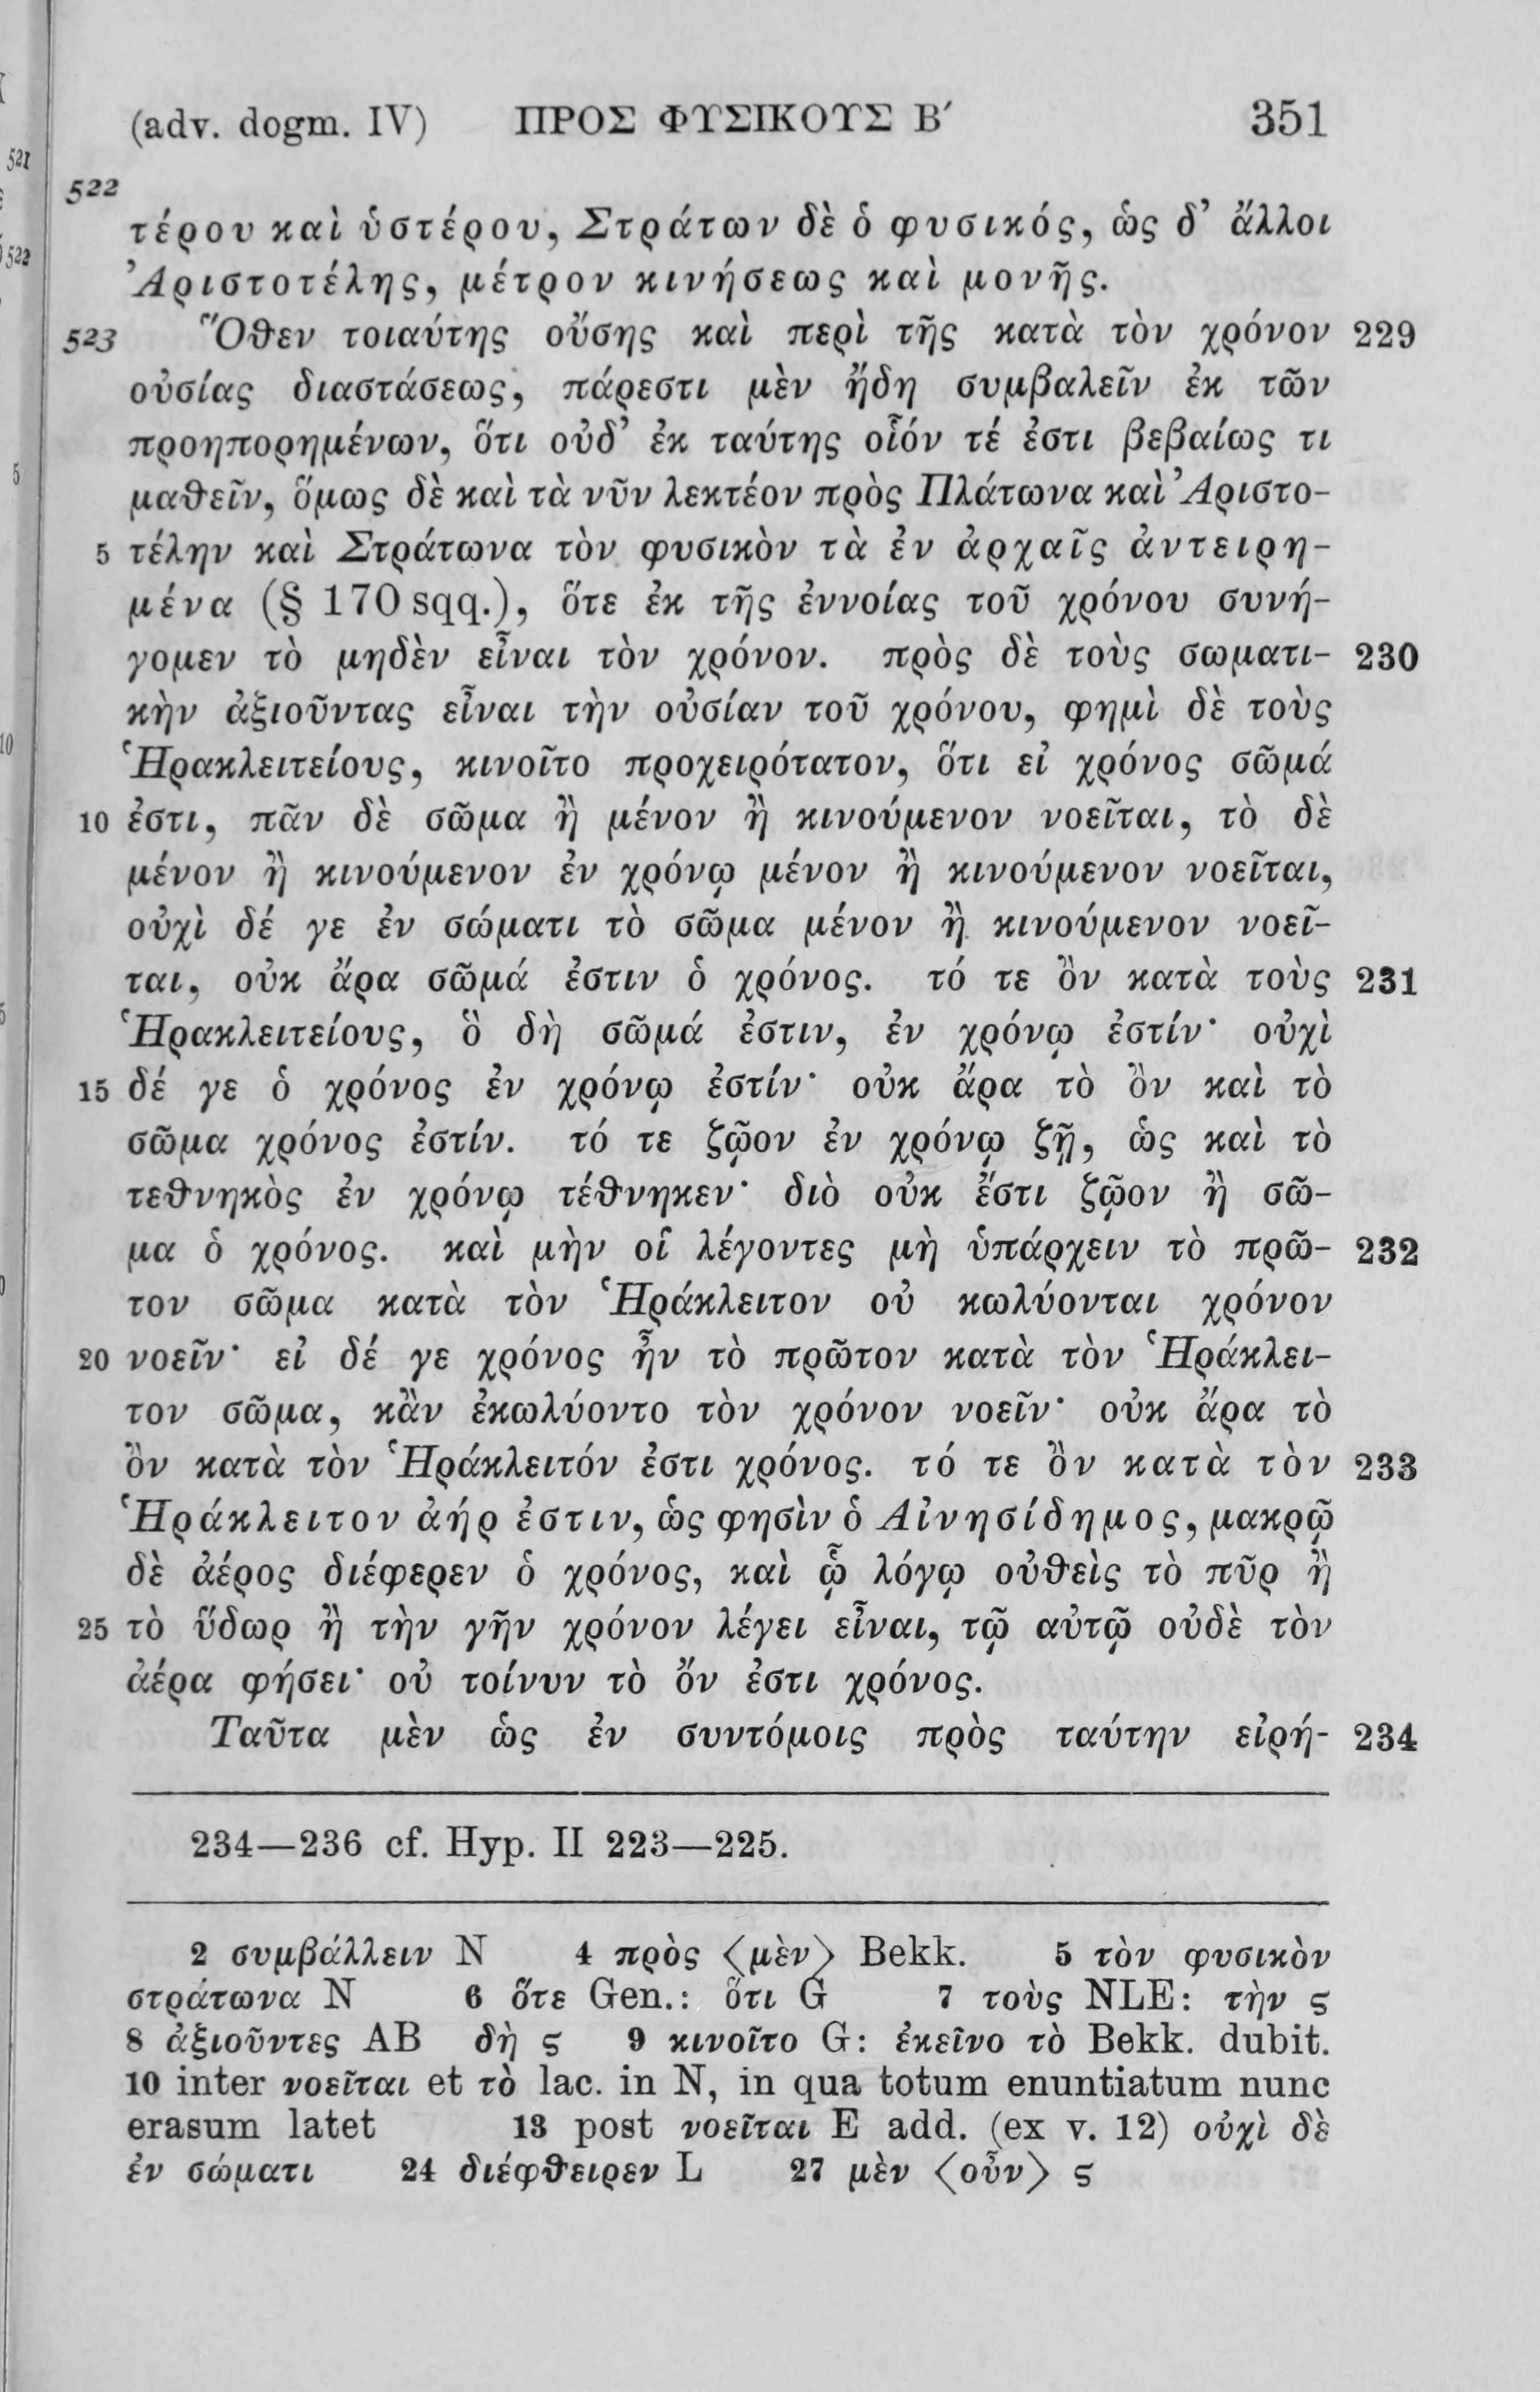 (adv. dogm. IV) ΠΡΟΣ ΦΥΣΙΚΟΥΣ Β′ 351
521
522
522
τέρου καὶ ὑστέρου, Στράτων δὲ ὁ φυσικός, ὡς δ’ ἄλλοι
Ἀριστοτέλης, μέτρον κινήσεως καὶ μονῆς.
523 Ὅθεν τοιαύτης οὔσης καὶ περὶ τῆς κατὰ τὸν χρόνον 229
οὐσίας διαστάσεως, πάρεστι μὲν ἤδη συμβαλεῖν ἐκ τῶν
προηπορημένων, ὅτι οὐδ’ ἐκ ταύτης οἷόν τέ ἐστι βεβαίως τι
μαθεῖν, ὅμως δὲ καὶ τὰ νῦν λεκτέον πρὸς Πλάτωνα καὶ Ἀριστο-
5 τέλην καὶ Στράτωνα τὸν φυσικὸν τὰ ἐν ἀρχαῖς ἀντειρη-
μένα (§ 170 sqq.), ὅτε ἐκ τῆς ἐννοίας τοῦ χρόνου συνή-
γομεν τὸ μηδὲν εἶναι τὸν χρόνον. πρὸς δὲ τοὺς σωματι- 230
κὴν ἀξιοῦντας εἶναι τὴν οὐσίαν τοῦ χρόνου, φημὶ δὲ τοὺς
Ἡρακλειτείους, κινοῖτο προχειρότατον, ὅτι εἰ χρόνος σῶμά
10 ἐστι, πᾶν δὲ σῶμα ἢ μένον ἢ κινούμενον νοεῖται, τὸ δὲ
μένον ἢ κινούμενον ἐν χρόνῳ μένον ἢ κινούμενον νοεῖται,
οὐχὶ δέ γε ἐν σώματι τὸ σῶμα μένον ἢ κινούμενον νοεῖ-
ται, οὐκ ἄρα σῶμά ἐστιν ὁ χρόνος. τό τε ὂν κατὰ τοὺς 231
Ἡρακλειτείους, ὃ δὴ σῶμά ἐστιν, ἐν χρόνῳ ἐστίν· οὐχὶ
15 δέ γε ὁ χρόνος ἐν χρόνῳ ἐστίν· οὐκ ἄρα τὸ ὂν καὶ τὸ
σῶμα χρόνος ἐστίν. τό τε ζῷον ἐν χρόνῳ ζῇ, ὡς καὶ τὸ
τεθνηκὸς ἐν χρόνῳ τέθνηκεν· διὸ οὐκ ἔστι ζῷον ἢ σῶ-
μα ὁ χρόνος. καὶ μὴν οἱ λέγοντες μὴ ὑπάρχειν τὸ πρῶ- 232
τον σῶμα κατὰ τὸν Ἡράκλειτον οὐ κωλύονται χρόνον
20 νοεῖν· εἰ δέ γε χρόνος ἦν τὸ πρῶτον κατὰ τὸν Ἡράκλει-
τον σῶμα, κἂν ἐκωλύοντο τὸν χρόνον νοεῖν· οὐκ ἄρα τὸ
ὂν κατὰ τὸν Ἡράκλειτόν ἐστι χρόνος. τό τε ὂν κατὰ τὸν 233
Ἡράκλειτον ἀήρ ἐστιν, ὡς φησὶν ὁ Αἰνησίδημος, μακρῷ
δὲ ἀέρος διέφερεν ὁ χρόνος, καὶ ᾧ λόγῳ οὐθεὶς τὸ πῦρ ἢ
25 τὸ ὕδωρ ἢ τὴν γῆν χρόνον λέγει εἶναι, τῷ αὐτῷ οὐδὲ τὸν
ἀέρα φήσει· οὐ τοίνυν τὸ ὄν ἐστι χρόνος.
Ταῦτα μὲν ὡς ἐν συντόμοις πρὸς ταύτην εἰρή- 234
234—236 cf. Hyp. II 223—225.
2 συμβάλλειν N 4 πρὸς ⟨μὲν⟩ Bekk. 5 τὸν φυσικὸν
στράτωνα N 6 ὅτε Gen.: ὅτι G 7 τοὺς NLE: τὴν ς
8 ἀξιοῦντες AB δὴ ς 9 κινοῖτο G: ἐκεῖνο τὸ Bekk. dubit.
10 inter νοεῖται et τὸ lac. in N, in qua totum enuntiatum nunc
erasum latet 13 post νοεῖται E add. (ex v. 12) οὐχὶ δὲ
ἐν σώματι 24 διέφθειρεν L 27 μὲν ⟨οὖν⟩ ς